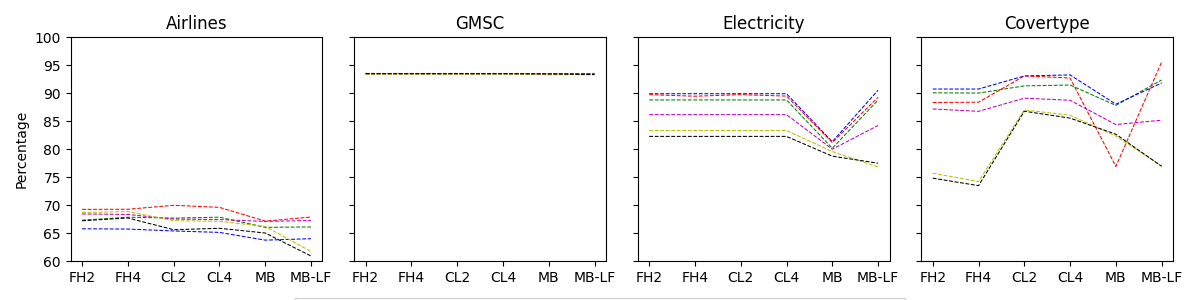 Airlines
GMSC
Electricity
Covertype
Percentage
100
95
90
85
80
75
70
65
60
FH2 FH4 CL2 CL4 MB MB-LF
FH2 FH4 CL2 CL4 MB MB-LF
FH2 FH4 CL2 CL4 MB MB-LF
FH2 FH4 CL2 CL4 MB MB-LF